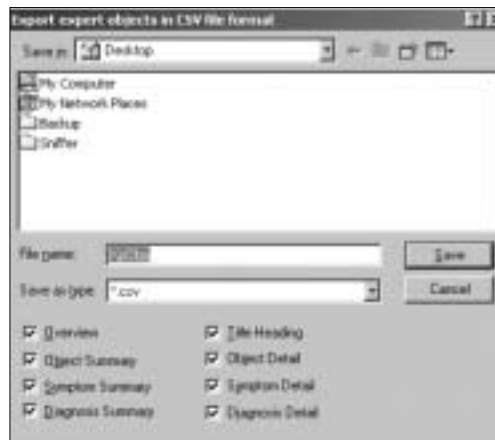 Export expert objects in CSV file format
Save in: Desktop
My Computer
My Network Places
Backup
Sniffer
File name:
Save
Save as type: *.csv
Cancel
Overview
Title Heading
Object Summary
Object Detail
Symptom Summary
Symptom Detail
Diagnosis Summary
Diagnosis Detail